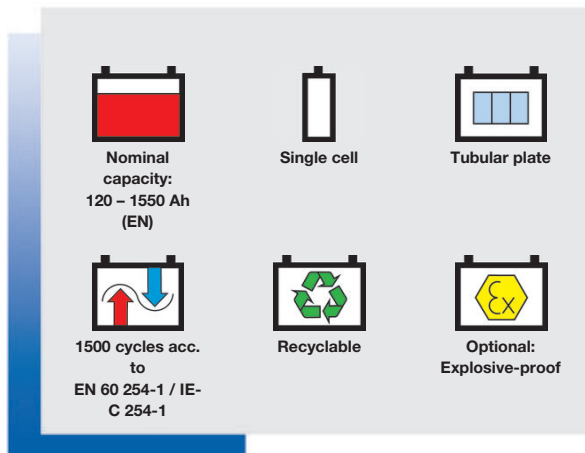 Nominal
capacity:
120 – 1550 Ah
(EN)
Single cell
Tubular plate
1500 cycles acc.
to
EN 60 254-1 / IE-
C 254-1
Recyclable
Ex
Optional:
Explosive-proof